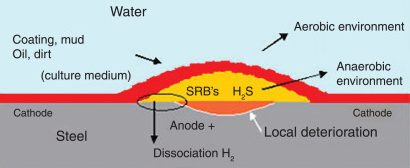 Water
Aerobic environment
Coating, mud
Oil, dirt
(culture medium)
Anaerobic
environment
SRB's H₂S
Cathode
Cathode
Anode +
Steel
Local deterioration
Dissociation H₂